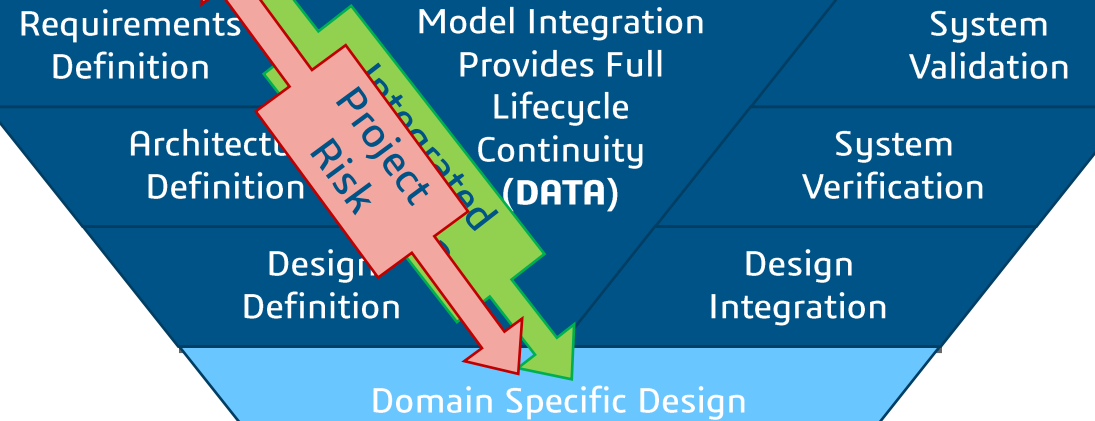 Requirements
Definition
Model Integration
Provides Full
Lifecycle
Continuity
(DATA)
System
Validation
Definition
Integrated
Project
Risk
System
Verification
Design
Definition
Design
Integration
Domain Specific Design